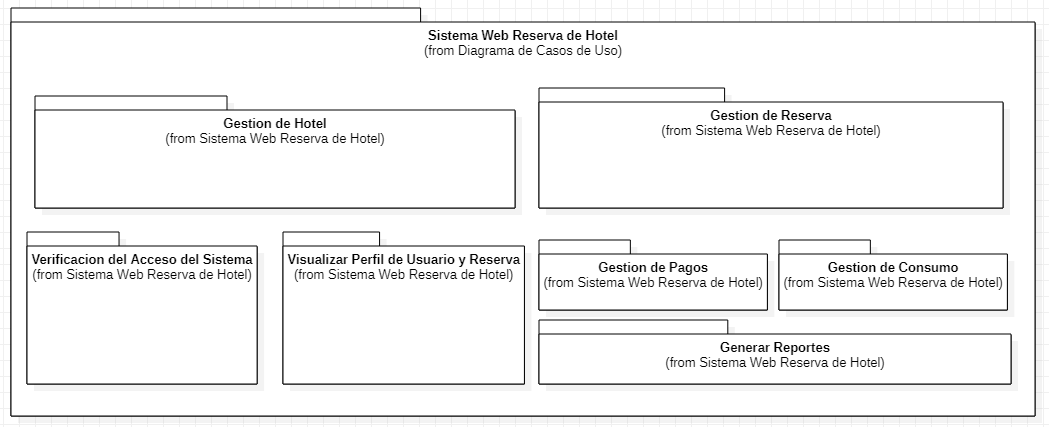 Sistema Web Reserva de Hotel
(from Diagrama de Casos de Uso)
Gestion de Hotel
(from Sistema Web Reserva de Hotel)
Gestion de Reserva
(from Sistema Web Reserva de Hotel)
Verificacion del Acceso del Sistema
(from Sistema Web Reserva de Hotel)
Visualizar Perfil de Usuario y Reserva
(from Sistema Web Reserva de Hotel)
Gestion de Pagos
(from Sistema Web Reserva de Hotel)
Gestion de Consumo
(from Sistema Web Reserva de Hotel)
Generar Reportes
(from Sistema Web Reserva de Hotel)